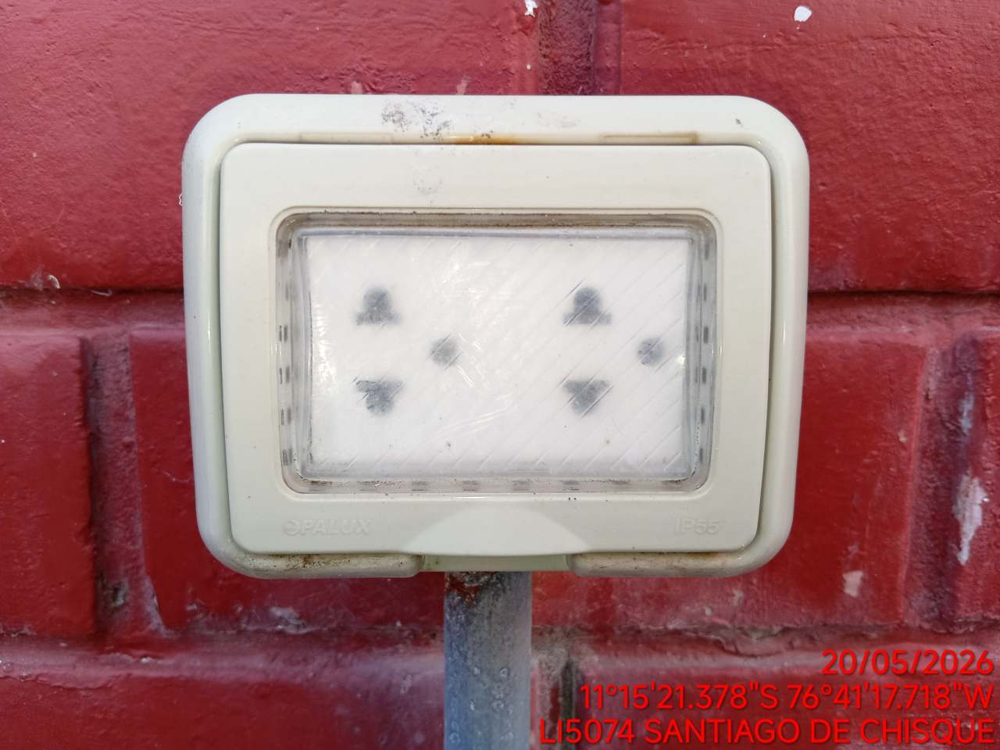 OPALUX IP55
20/05/2026
11°15'21.378"S 76°41'17.718"W
LI5074 SANTIAGO DE CHISQUE